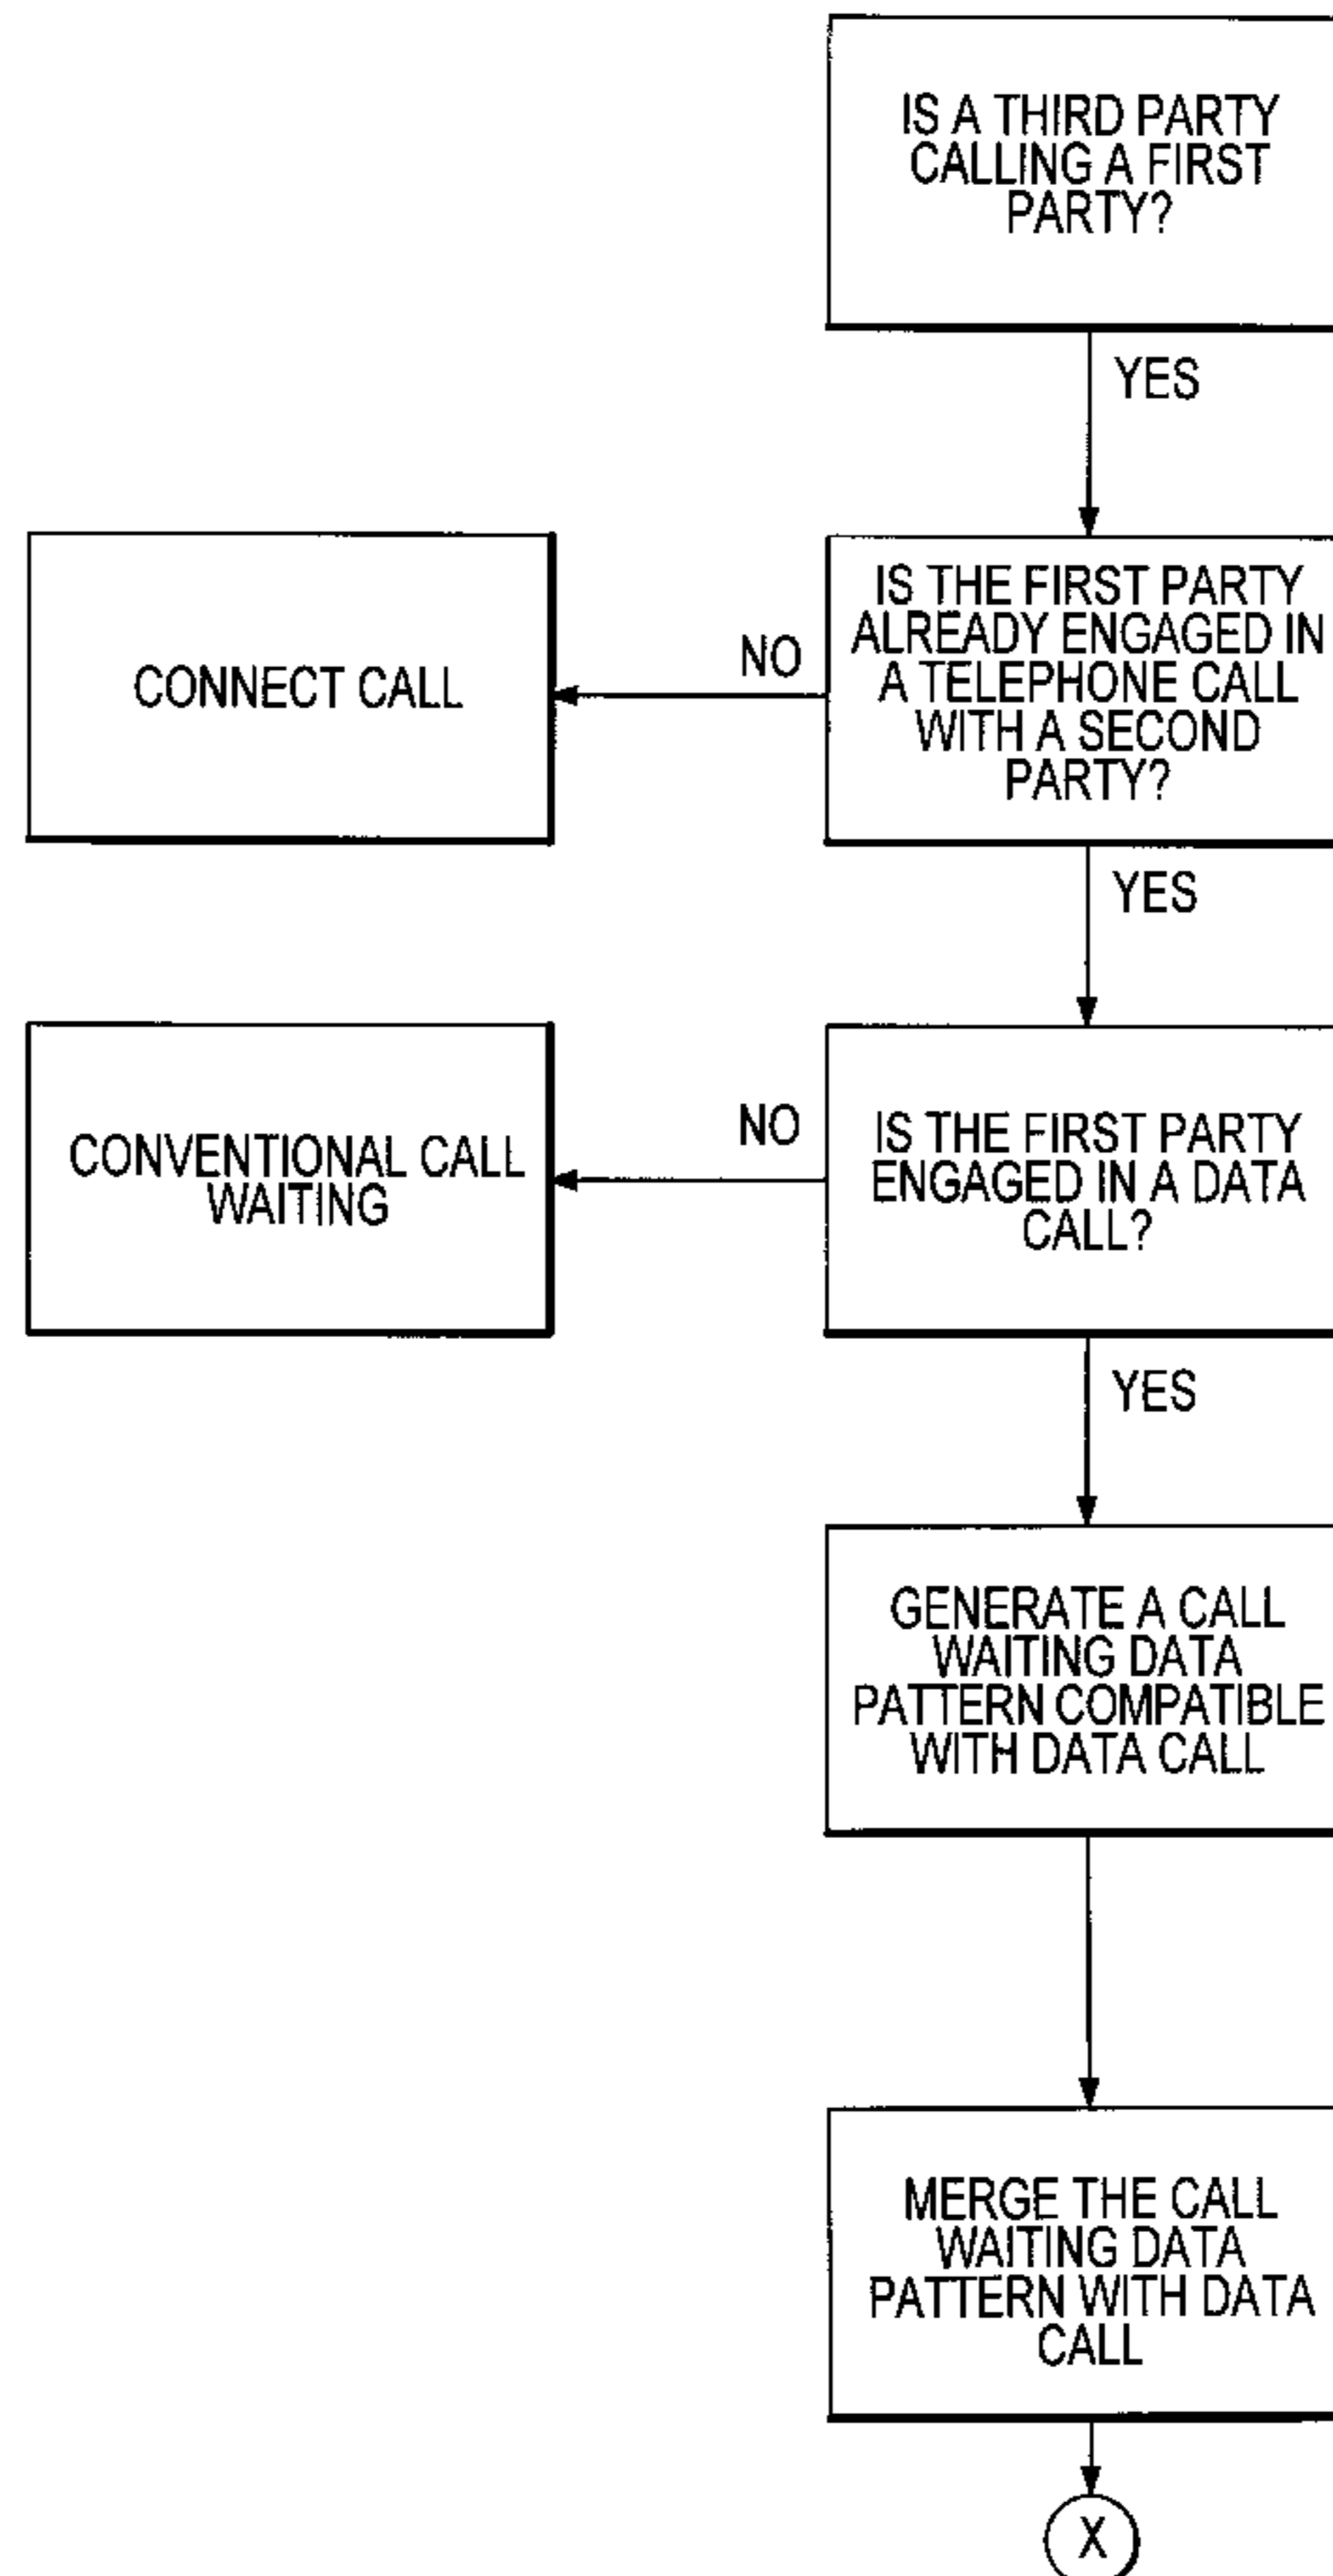 IS A THIRD PARTY
CALLING A FIRST
PARTY?
YES
IS THE FIRST PARTY
ALREADY ENGAGED IN
A TELEPHONE CALL
WITH A SECOND
PARTY?
NO
CONNECT CALL
YES
IS THE FIRST PARTY
ENGAGED IN A DATA
CALL?
NO
CONVENTIONAL CALL
WAITING
YES
GENERATE A CALL
WAITING DATA
PATTERN COMPATIBLE
WITH DATA CALL
MERGE THE CALL
WAITING DATA
PATTERN WITH DATA
CALL
X